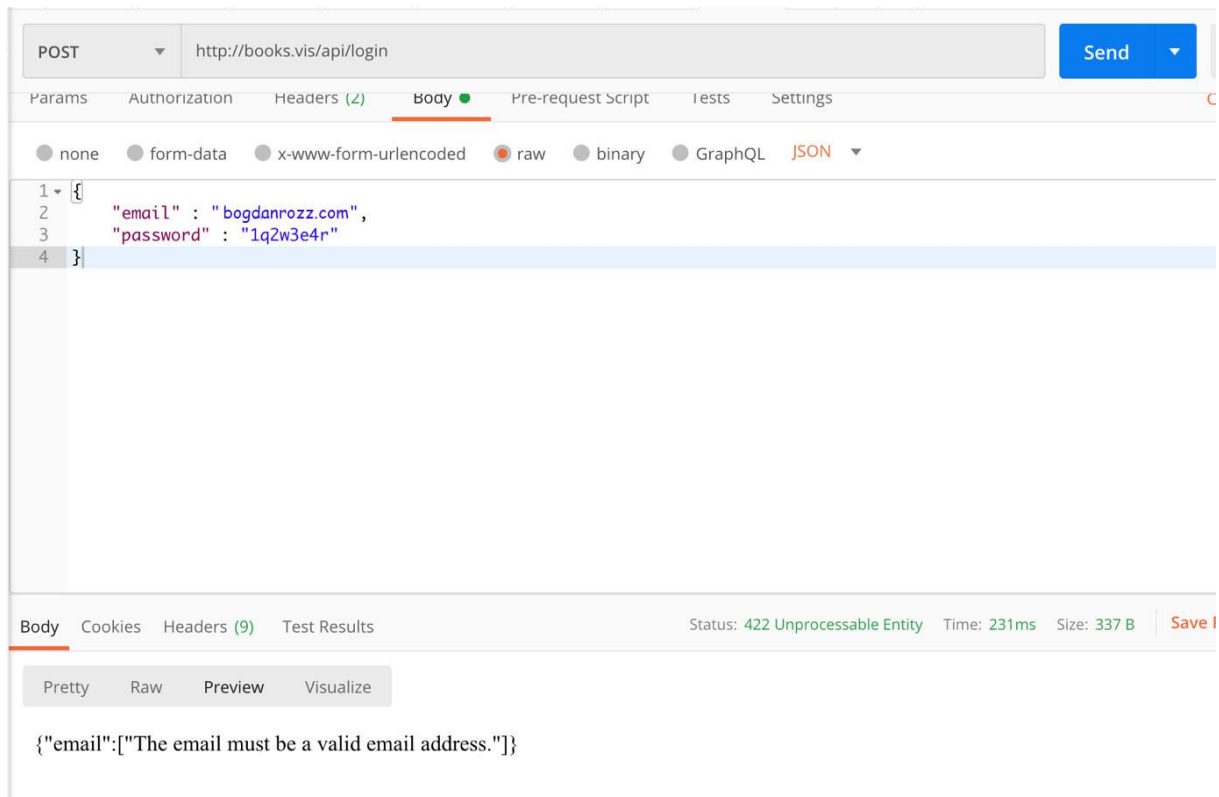 POST http://books.vis/api/login Send
Params Authorization Headers (2) Body Pre-request Script Tests Settings
none form-data x-www-form-urlencoded raw binary GraphQL JSON
1 {
2 "email" : "bogdanrozz.com",
3 "password" : "1q2w3e4r"
4 }
Body Cookies Headers (9) Test Results Status: 422 Unprocessable Entity Time: 231ms Size: 337 B Save
Pretty Raw Preview Visualize
{"email":["The email must be a valid email address."]}